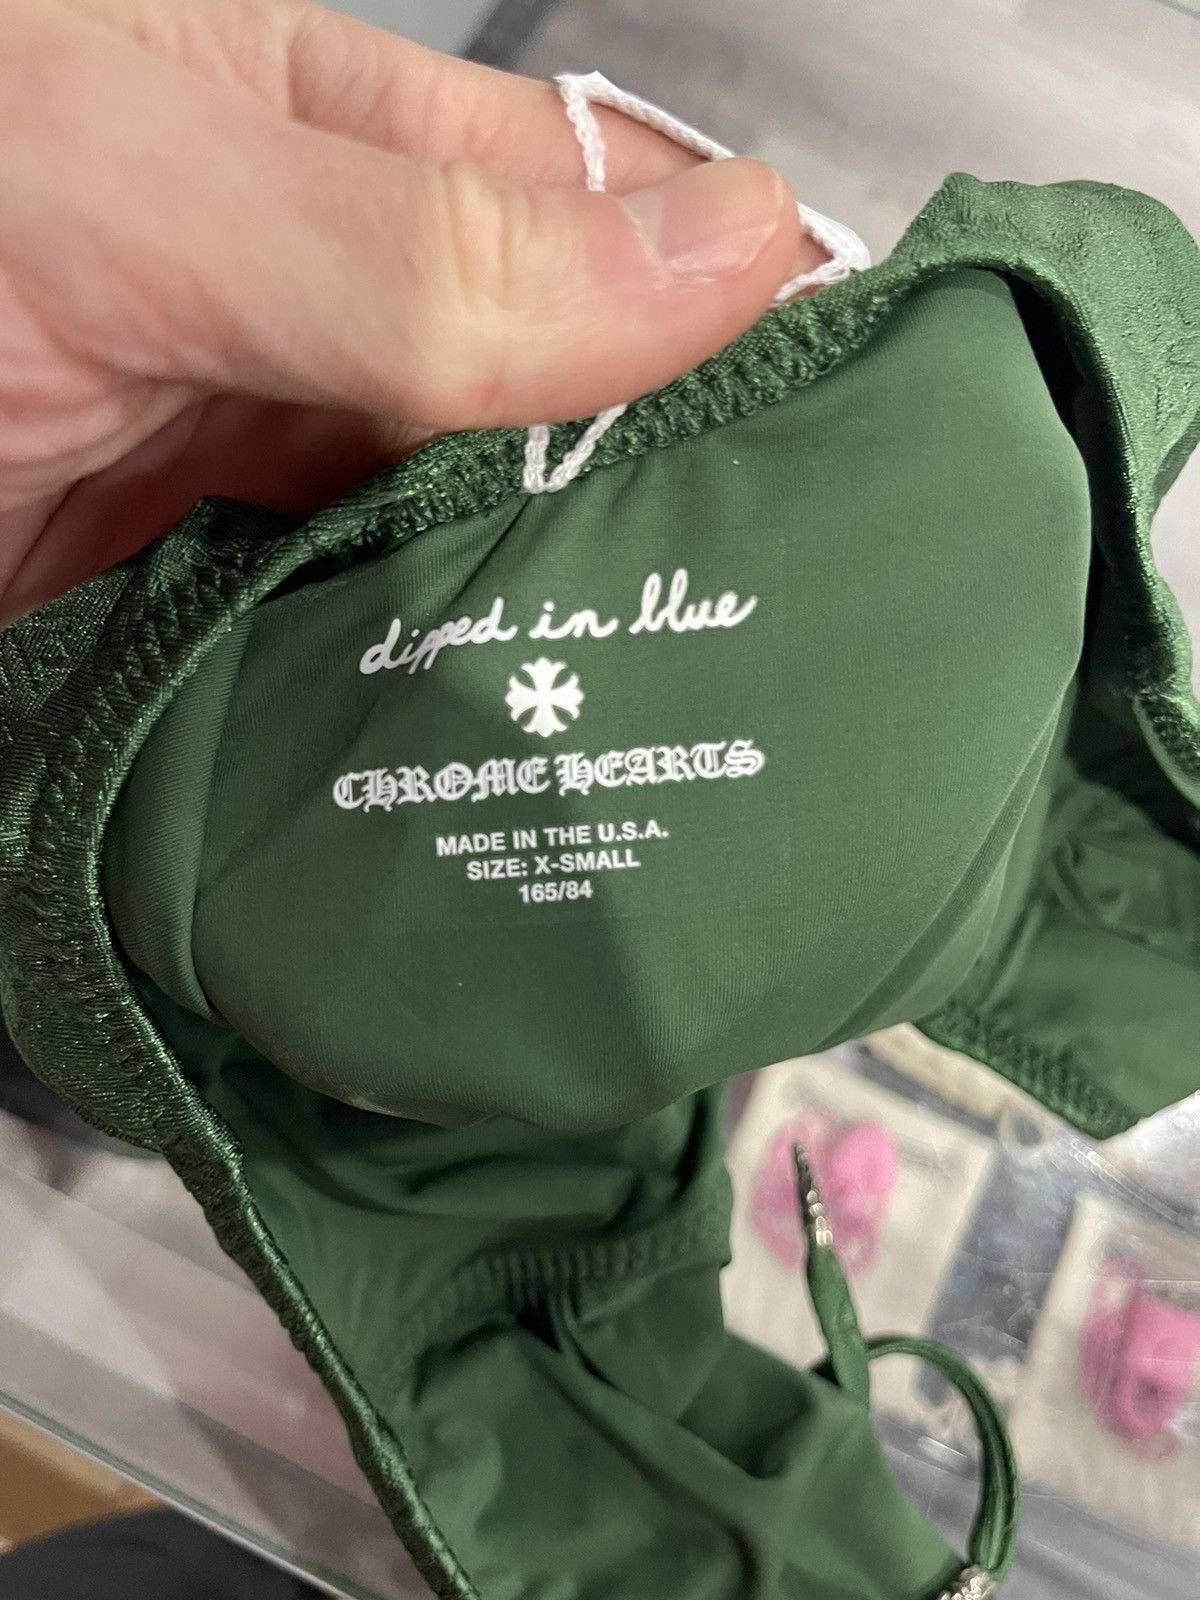 dipped in blue
CHROME HEARTS
MADE IN THE U.S.A.
SIZE: X-SMALL
165/84